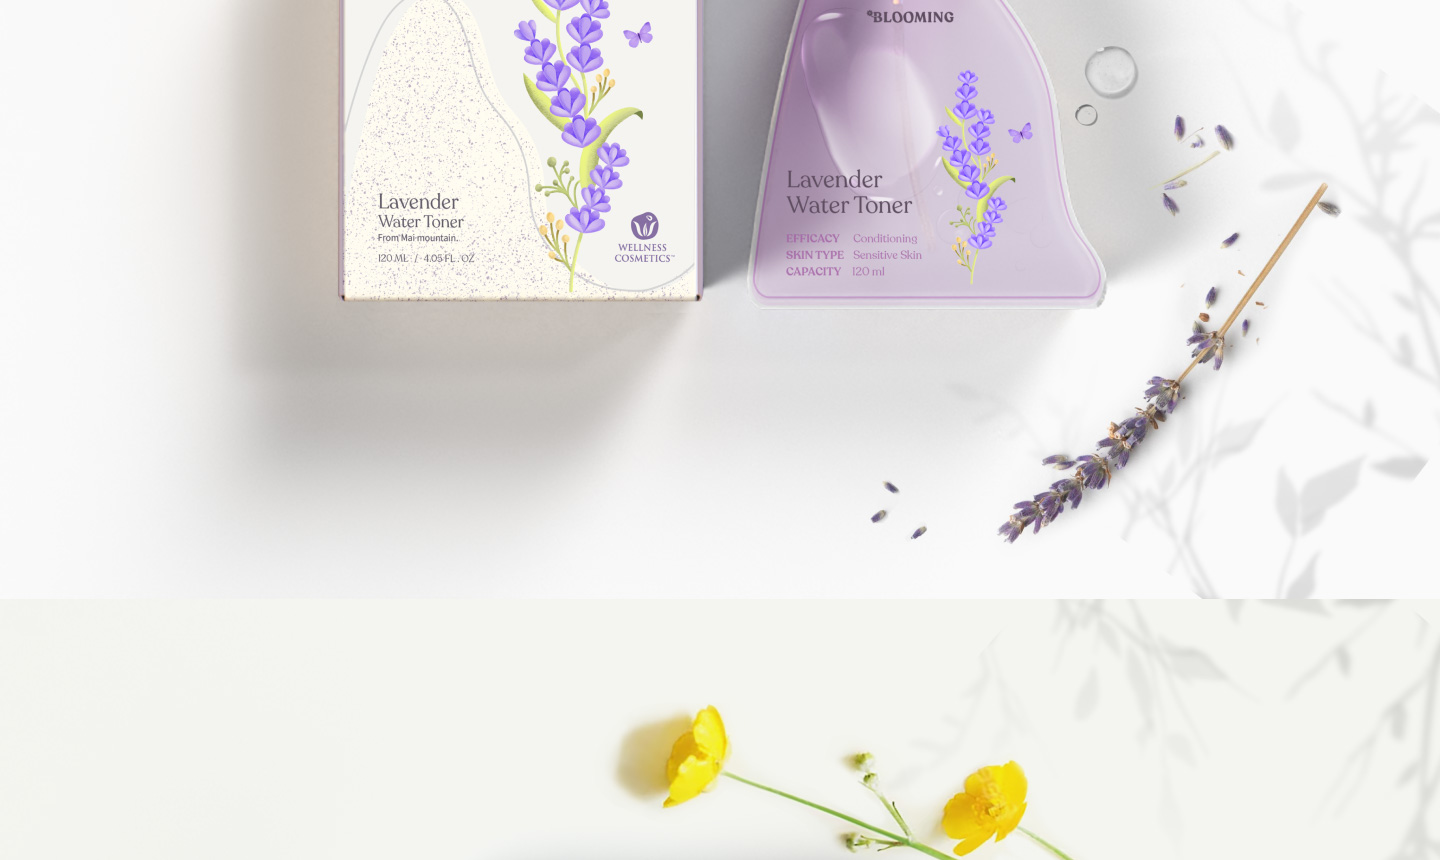 Lavender
Water Toner
From Mai-mountain.
120 ML / 4.05 FL. OZ
WELLNESS
COSMETICS™
BLOOMING
Lavender
Water Toner
EFFICACY Conditioning
SKIN TYPE Sensitive Skin
CAPACITY 120 ml